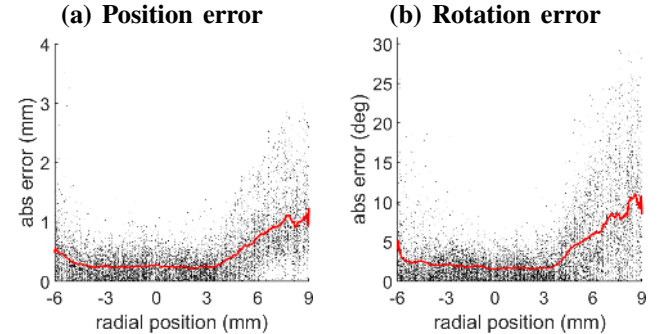 (a) Position error
4
3
2
1
0
abs error (mm)
-6 -3 0 3 6 9
radial position (mm)
(b) Rotation error
30
25
20
15
10
5
0
abs error (deg)
-6 -3 0 3 6 9
radial position (mm)